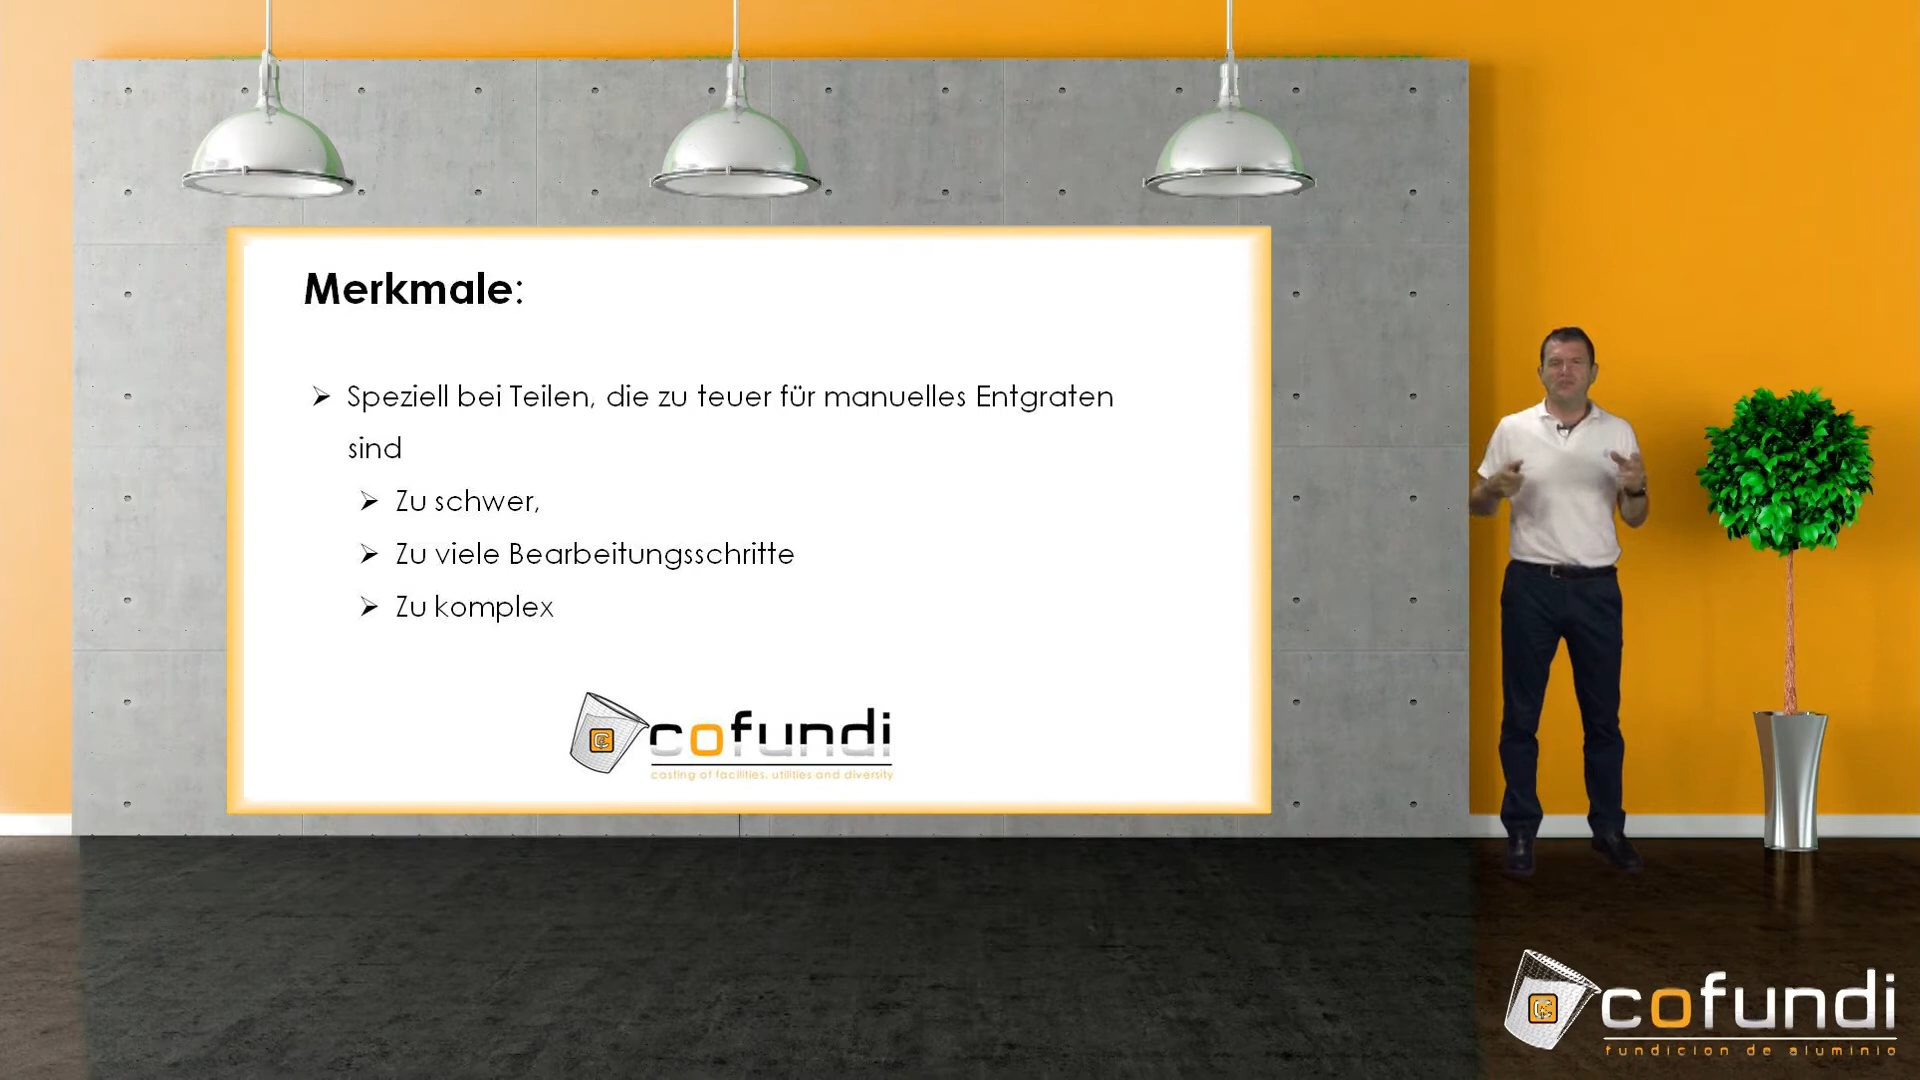 Merkmale:
➢ Speziell bei Teilen, die zu teuer für manuelles Entgraten
sind
➢ Zu schwer,
➢ Zu viele Bearbeitungsschritte
➢ Zu komplex
cofundi
casting of facilities, utilities and diversity
cofundi
fundicion de aluminio